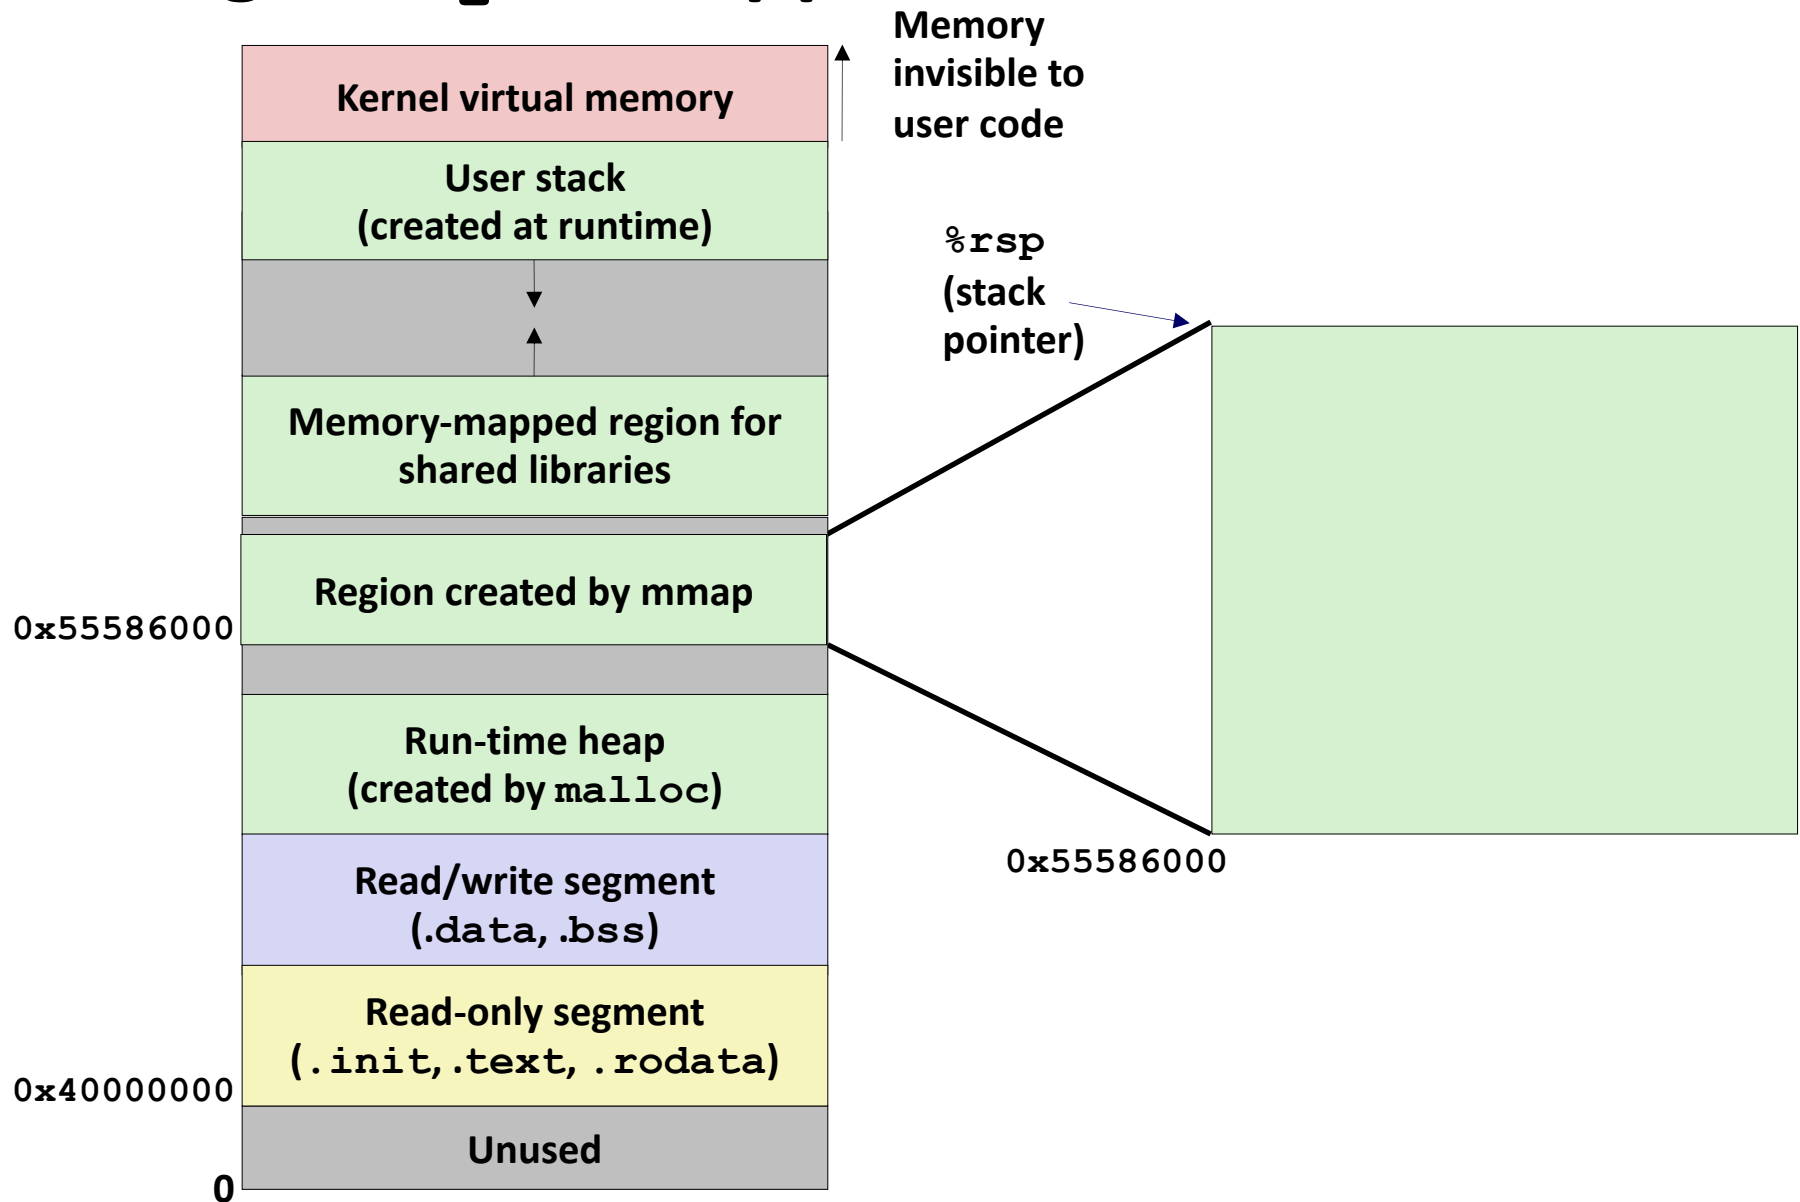 Memory
invisible to
user code
Kernel virtual memory
User stack
(created at runtime)
%rsp
(stack
pointer)
Memory-mapped region for
shared libraries
Region created by mmap
0x55586000
Run-time heap
(created by malloc)
0x55586000
Read/write segment
(.data, .bss)
Read-only segment
(.init, .text, .rodata)
0x40000000
Unused
0